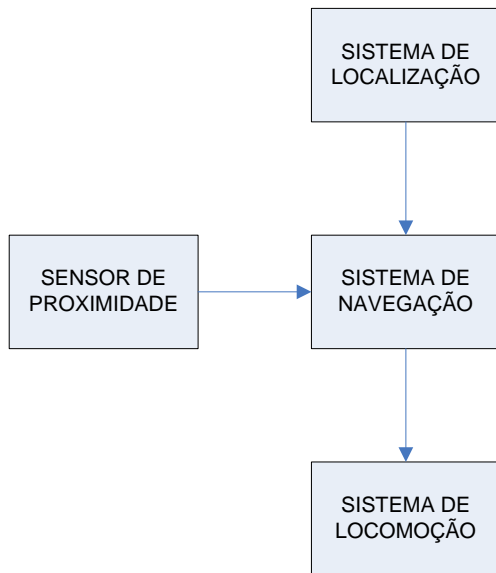 SISTEMA DE
LOCALIZAÇÃO
SENSOR DE
PROXIMIDADE
SISTEMA DE
NAVEGAÇÃO
SISTEMA DE
LOCOMOÇÃO